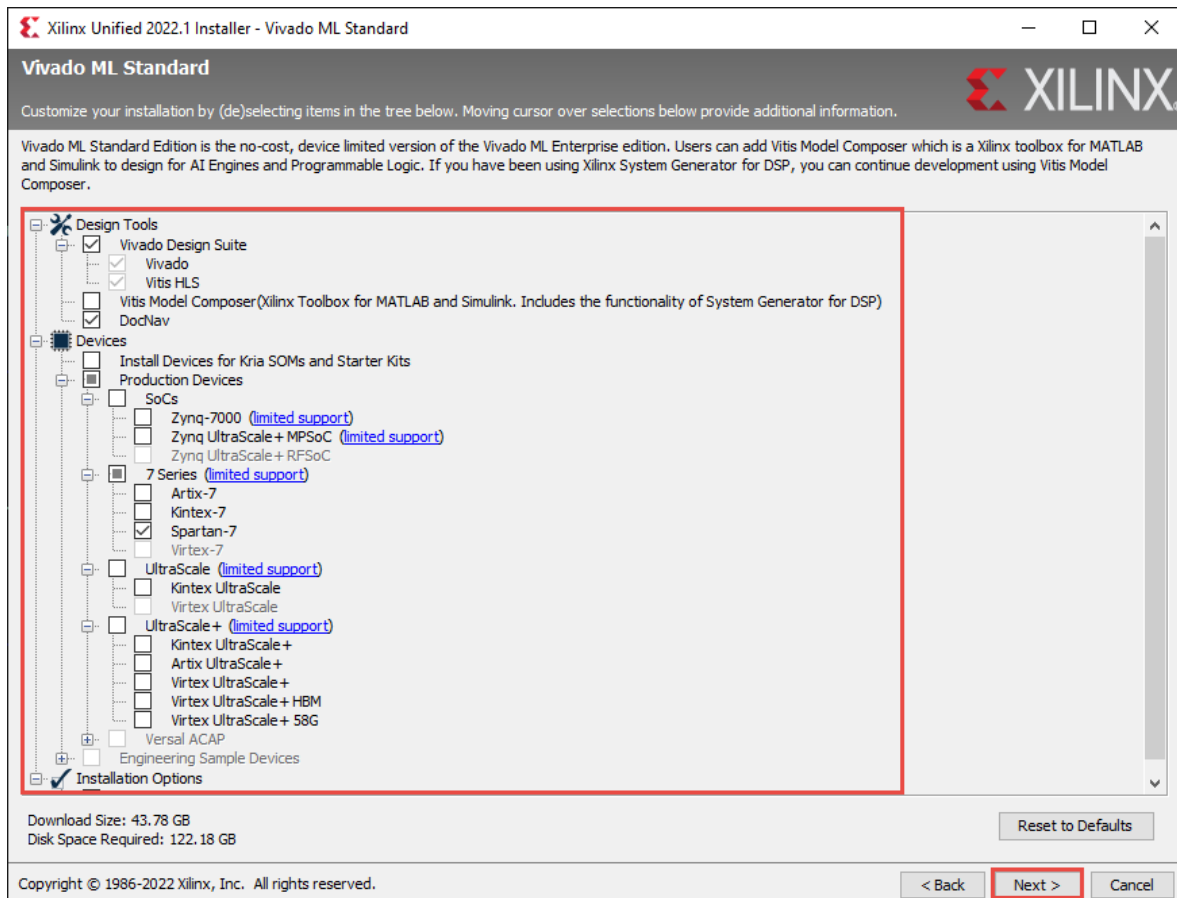 Xilinx Unified 2022.1 Installer - Vivado ML Standard
Vivado ML Standard
XILINX
Customize your installation by (de)selecting items in the tree below. Moving cursor over selections below provide additional information.
Vivado ML Standard Edition is the no-cost, device limited version of the Vivado ML Enterprise edition. Users can add Vitis Model Composer which is a Xilinx toolbox for MATLAB
and Simulink to design for AI Engines and Programmable Logic. If you have been using Xilinx System Generator for DSP, you can continue development using Vitis Model
Composer.
Design Tools
Vivado Design Suite
Vivado
Vitis HLS
Vitis Model Composer(Xilinx Toolbox for MATLAB and Simulink. Includes the functionality of System Generator for DSP)
DocNav
Devices
Install Devices for Kria SOMs and Starter Kits
Production Devices
SoCs
Zynq-7000 (limited support)
Zynq UltraScale+ MPSoC (limited support)
Zynq UltraScale+ RFSoC
7 Series (limited support)
Artix-7
Kintex-7
Spartan-7
Virtex-7
UltraScale (limited support)
Kintex UltraScale
Virtex UltraScale
UltraScale+ (limited support)
Kintex UltraScale+
Artix UltraScale+
Virtex UltraScale+
Virtex UltraScale+ HBM
Virtex UltraScale+ 58G
Versal ACAP
Engineering Sample Devices
Installation Options
Download Size: 43.78 GB
Disk Space Required: 122.18 GB
Reset to Defaults
Copyright © 1986-2022 Xilinx, Inc. All rights reserved.
< Back
Next >
Cancel